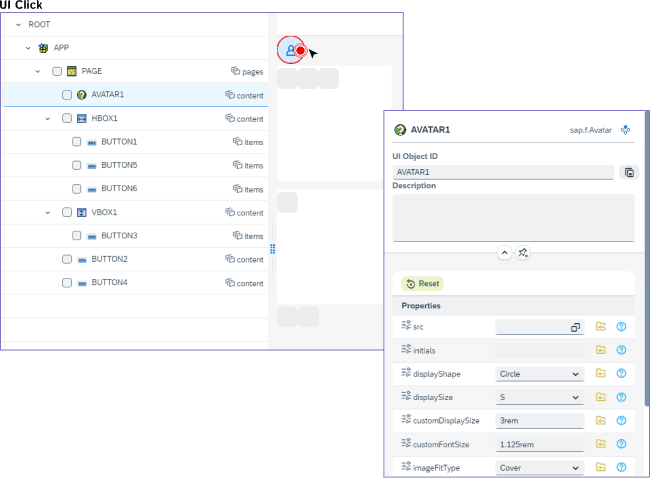 UI Click
ROOT
APP
PAGE
pages
AVATAR1
content
HBOX1
content
BUTTON1
items
BUTTON5
items
BUTTON6
items
VBOX1
content
BUTTON3
items
BUTTON2
content
BUTTON4
content
AVATAR1
sap.f.Avatar
UI Object ID
AVATAR1
Description
Reset
Properties
src
initials
displayShape
Circle
displaySize
S
customDisplaySize
3rem
customFontSize
1.125rem
imageFitType
Cover